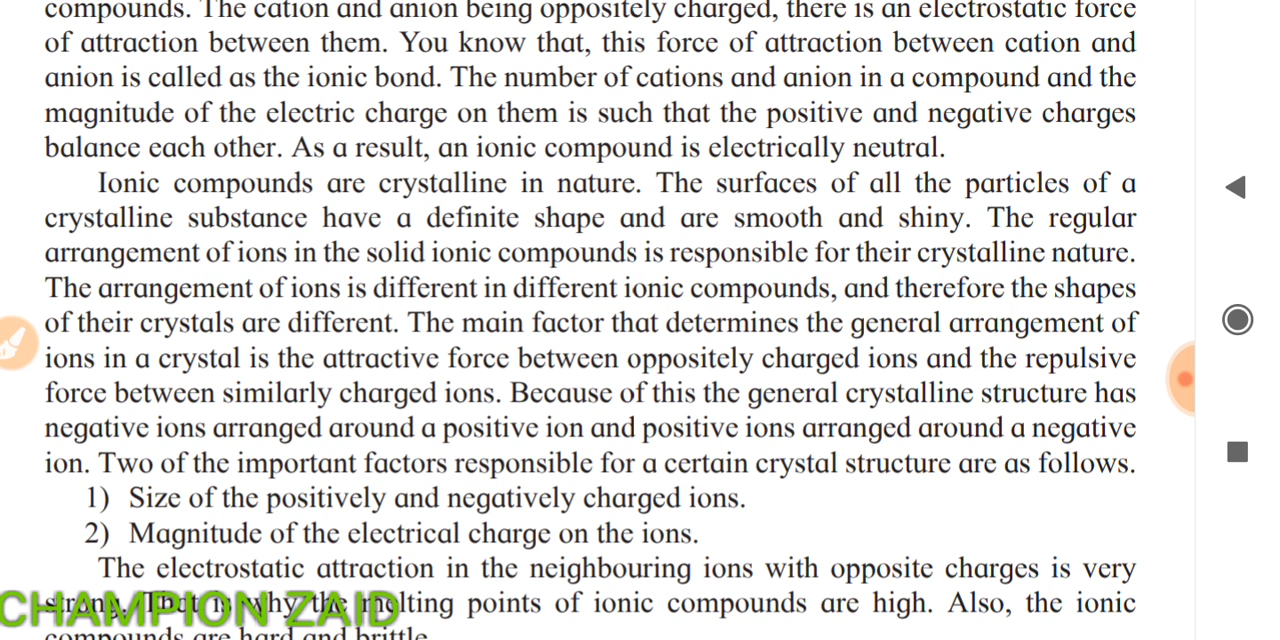 compounds. The cation and anion being oppositely charged, there is an electrostatic force
of attraction between them. You know that, this force of attraction between cation and
anion is called as the ionic bond. The number of cations and anion in a compound and the
magnitude of the electric charge on them is such that the positive and negative charges
balance each other. As a result, an ionic compound is electrically neutral.
Ionic compounds are crystalline in nature. The surfaces of all the particles of a
crystalline substance have a definite shape and are smooth and shiny. The regular
arrangement of ions in the solid ionic compounds is responsible for their crystalline nature.
The arrangement of ions is different in different ionic compounds, and therefore the shapes
of their crystals are different. The main factor that determines the general arrangement of
ions in a crystal is the attractive force between oppositely charged ions and the repulsive
force between similarly charged ions. Because of this the general crystalline structure has
negative ions arranged around a positive ion and positive ions arranged around a negative
ion. Two of the important factors responsible for a certain crystal structure are as follows.
1) Size of the positively and negatively charged ions.
2) Magnitude of the electrical charge on the ions.
The electrostatic attraction in the neighbouring ions with opposite charges is very
strong. That is why the melting points of ionic compounds are high. Also, the ionic
CHAMPION ZAID
compounds are hard and brittle.